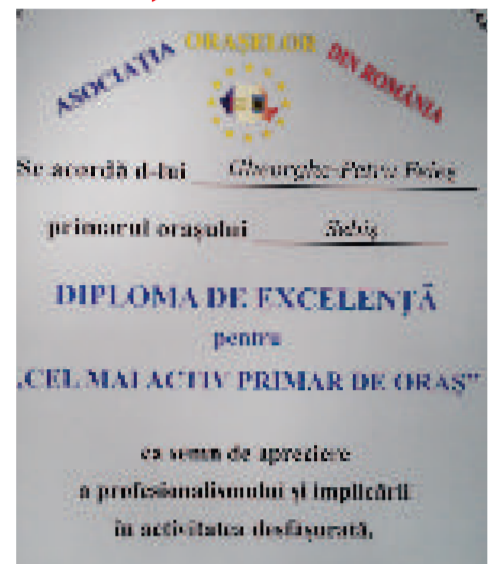 ASOCIAȚIA ORAȘELOR DIN ROMÂNIA
Se acordă d-lui Gheorghe-Petru Feieș
primarul orașului Sebiș
DIPLOMA DE EXCELENȚĂ
pentru
„CEL MAI ACTIV PRIMAR DE ORAȘ”
ca semn de apreciere
a profesionalismului și implicării
în activitatea desfășurată.